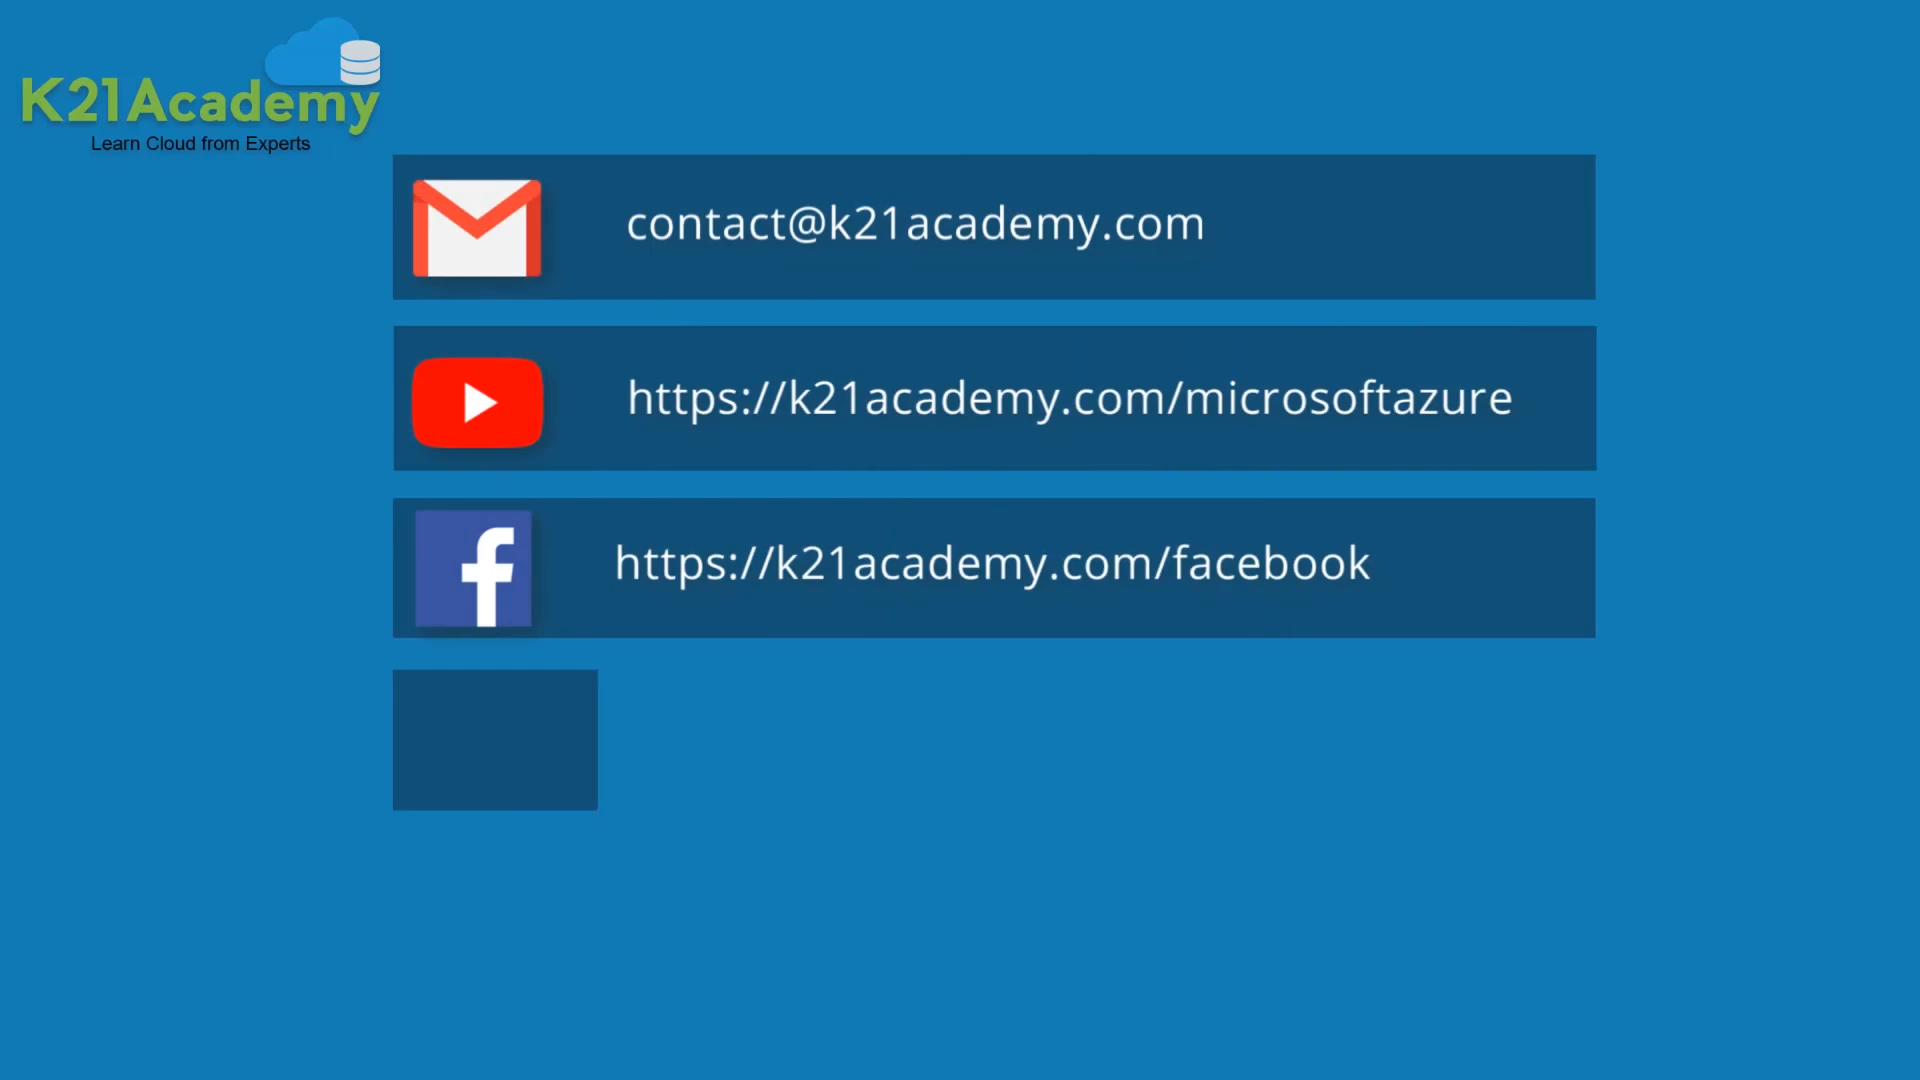 K21Academy
Learn Cloud from Experts
contact@k21academy.com
https://k21academy.com/microsoftazure
https://k21academy.com/facebook